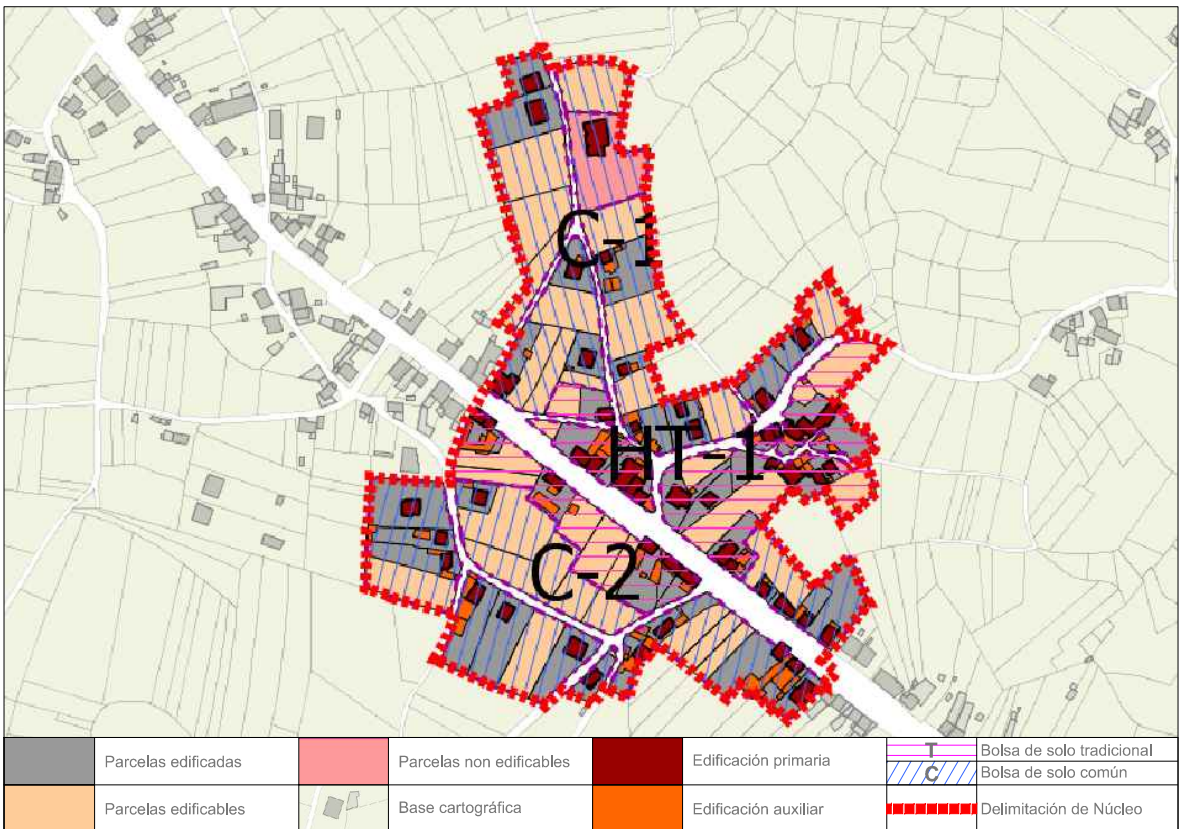 C-1
HT-1
C-2
Parcelas edificadas
Parcelas non edificables
Edificación primaria
T
Bolsa de solo tradicional
C
Bolsa de solo común
Parcelas edificables
Base cartográfica
Edificación auxiliar
Delimitación de Núcleo